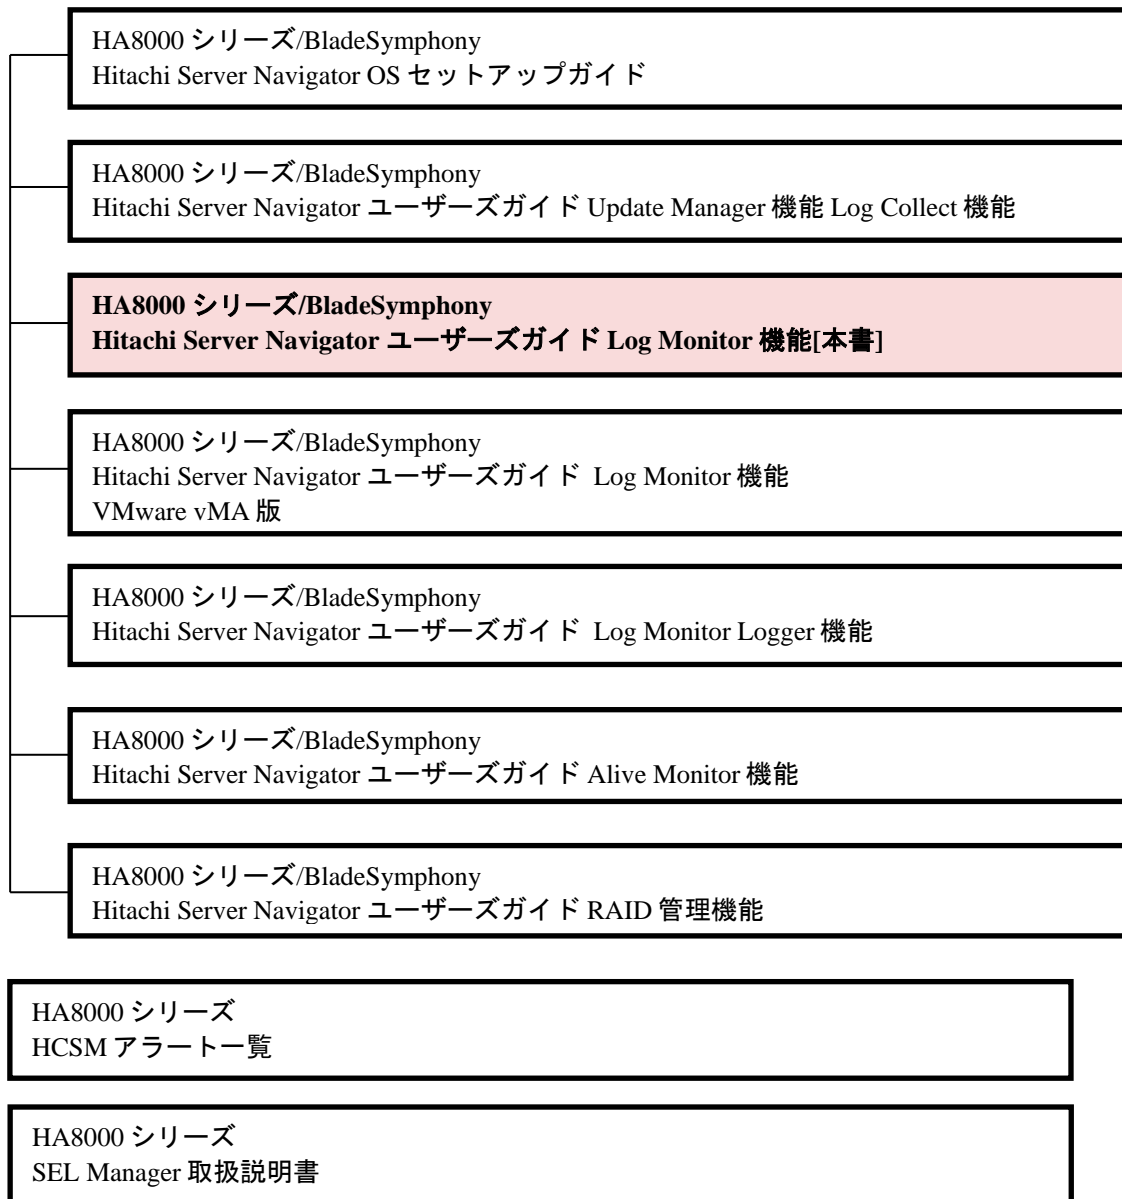 HA8000 シリーズ/BladeSymphony
Hitachi Server Navigator OS セットアップガイド
HA8000 シリーズ/BladeSymphony
Hitachi Server Navigator ユーザーズガイド Update Manager 機能 Log Collect 機能
HA8000 シリーズ/BladeSymphony
Hitachi Server Navigator ユーザーズガイド Log Monitor 機能[本書]
HA8000 シリーズ/BladeSymphony
Hitachi Server Navigator ユーザーズガイド Log Monitor 機能
VMware vMA 版
HA8000 シリーズ/BladeSymphony
Hitachi Server Navigator ユーザーズガイド Log Monitor Logger 機能
HA8000 シリーズ/BladeSymphony
Hitachi Server Navigator ユーザーズガイド Alive Monitor 機能
HA8000 シリーズ/BladeSymphony
Hitachi Server Navigator ユーザーズガイド RAID 管理機能
HA8000 シリーズ
HCSM アラート一覧
HA8000 シリーズ
SEL Manager 取扱説明書